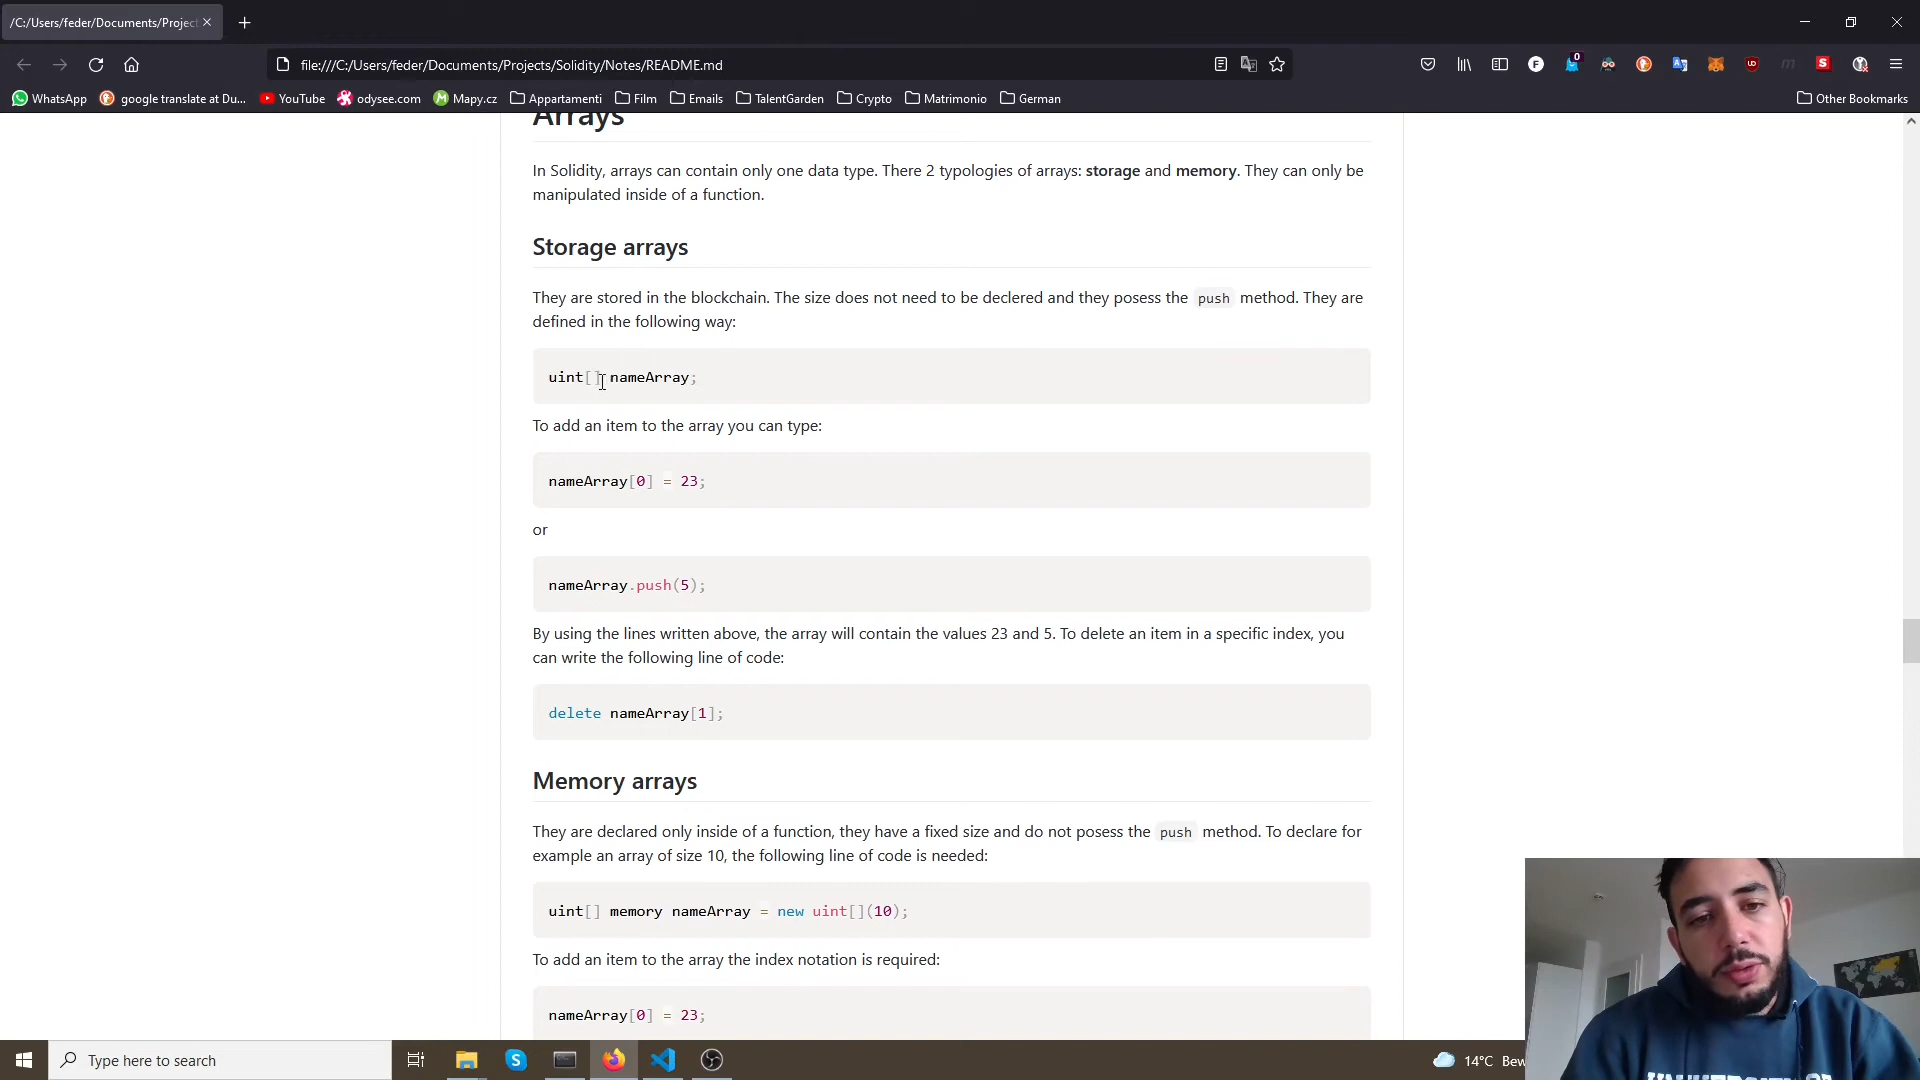 /C:/Users/feder/Documents/Project
file:///C:/Users/feder/Documents/Projects/Solidity/Notes/README.md
0
WhatsApp google translate at Du... YouTube odysee.com Mapy.cz Appartamenti Film Emails TalentGarden Crypto Matrimonio German Other Bookmarks
Arrays
In Solidity, arrays can contain only one data type. There 2 typologies of arrays: storage and memory. They can only be
manipulated inside of a function.
Storage arrays
They are stored in the blockchain. The size does not need to be declared and they posess the push method. They are
defined in the following way:
uint[] nameArray;
To add an item to the array you can type:
nameArray[0] = 23;
or
nameArray.push(5);
By using the lines written above, the array will contain the values 23 and 5. To delete an item in a specific index, you
can write the following line of code:
delete nameArray[1];
Memory arrays
They are declared only inside of a function, they have a fixed size and do not posess the push method. To declare for
example an array of size 10, the following line of code is needed:
uint[] memory nameArray = new uint[](10);
To add an item to the array the index notation is required:
nameArray[0] = 23;
Type here to search
14°C Bew